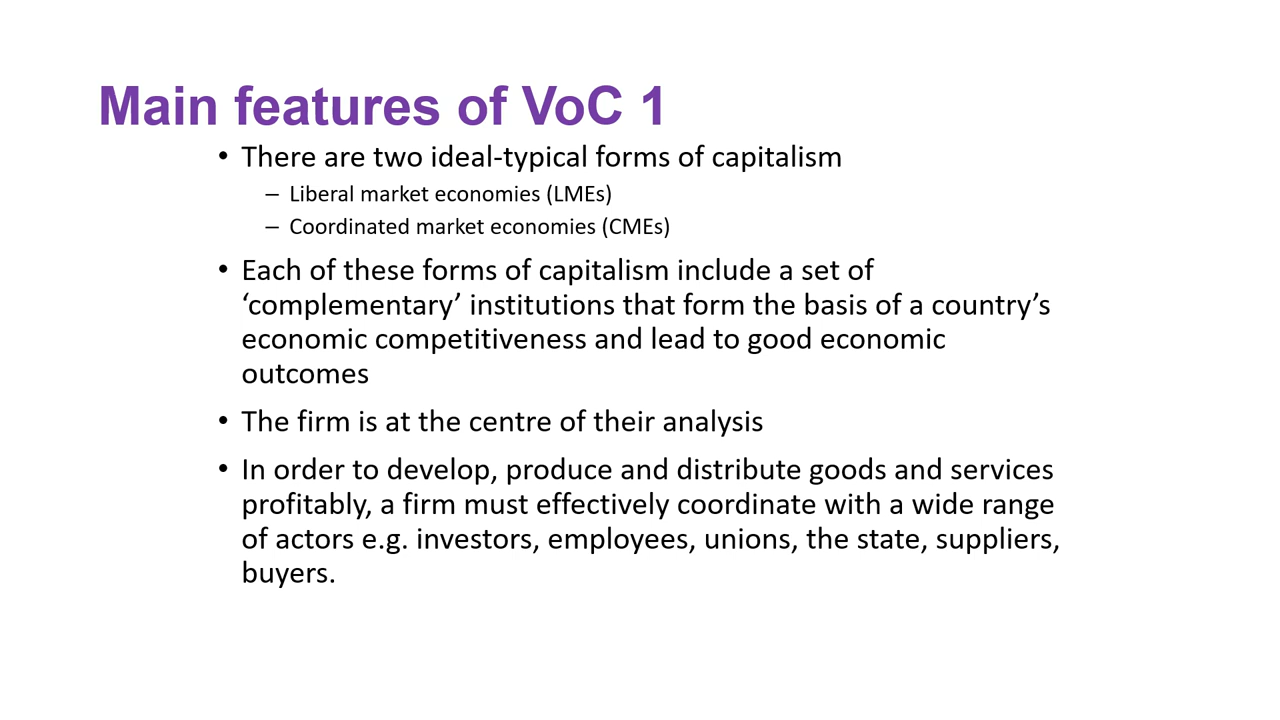 Main features of VoC 1
• There are two ideal-typical forms of capitalism
– Liberal market economies (LMEs)
– Coordinated market economies (CMEs)
• Each of these forms of capitalism include a set of
‘complementary’ institutions that form the basis of a country’s
economic competitiveness and lead to good economic
outcomes
• The firm is at the centre of their analysis
• In order to develop, produce and distribute goods and services
profitably, a firm must effectively coordinate with a wide range
of actors e.g. investors, employees, unions, the state, suppliers,
buyers.